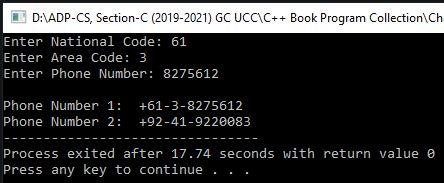 D:\ADP-CS, Section-C (2019-2021) GC UCC\C++ Book Program Collection\Cha
Enter National Code: 61
Enter Area Code: 3
Enter Phone Number: 8275612
Phone Number 1:  +61-3-8275612
Phone Number 2:  +92-41-9220083
--------------------------------
Process exited after 17.74 seconds with return value 0
Press any key to continue . . .